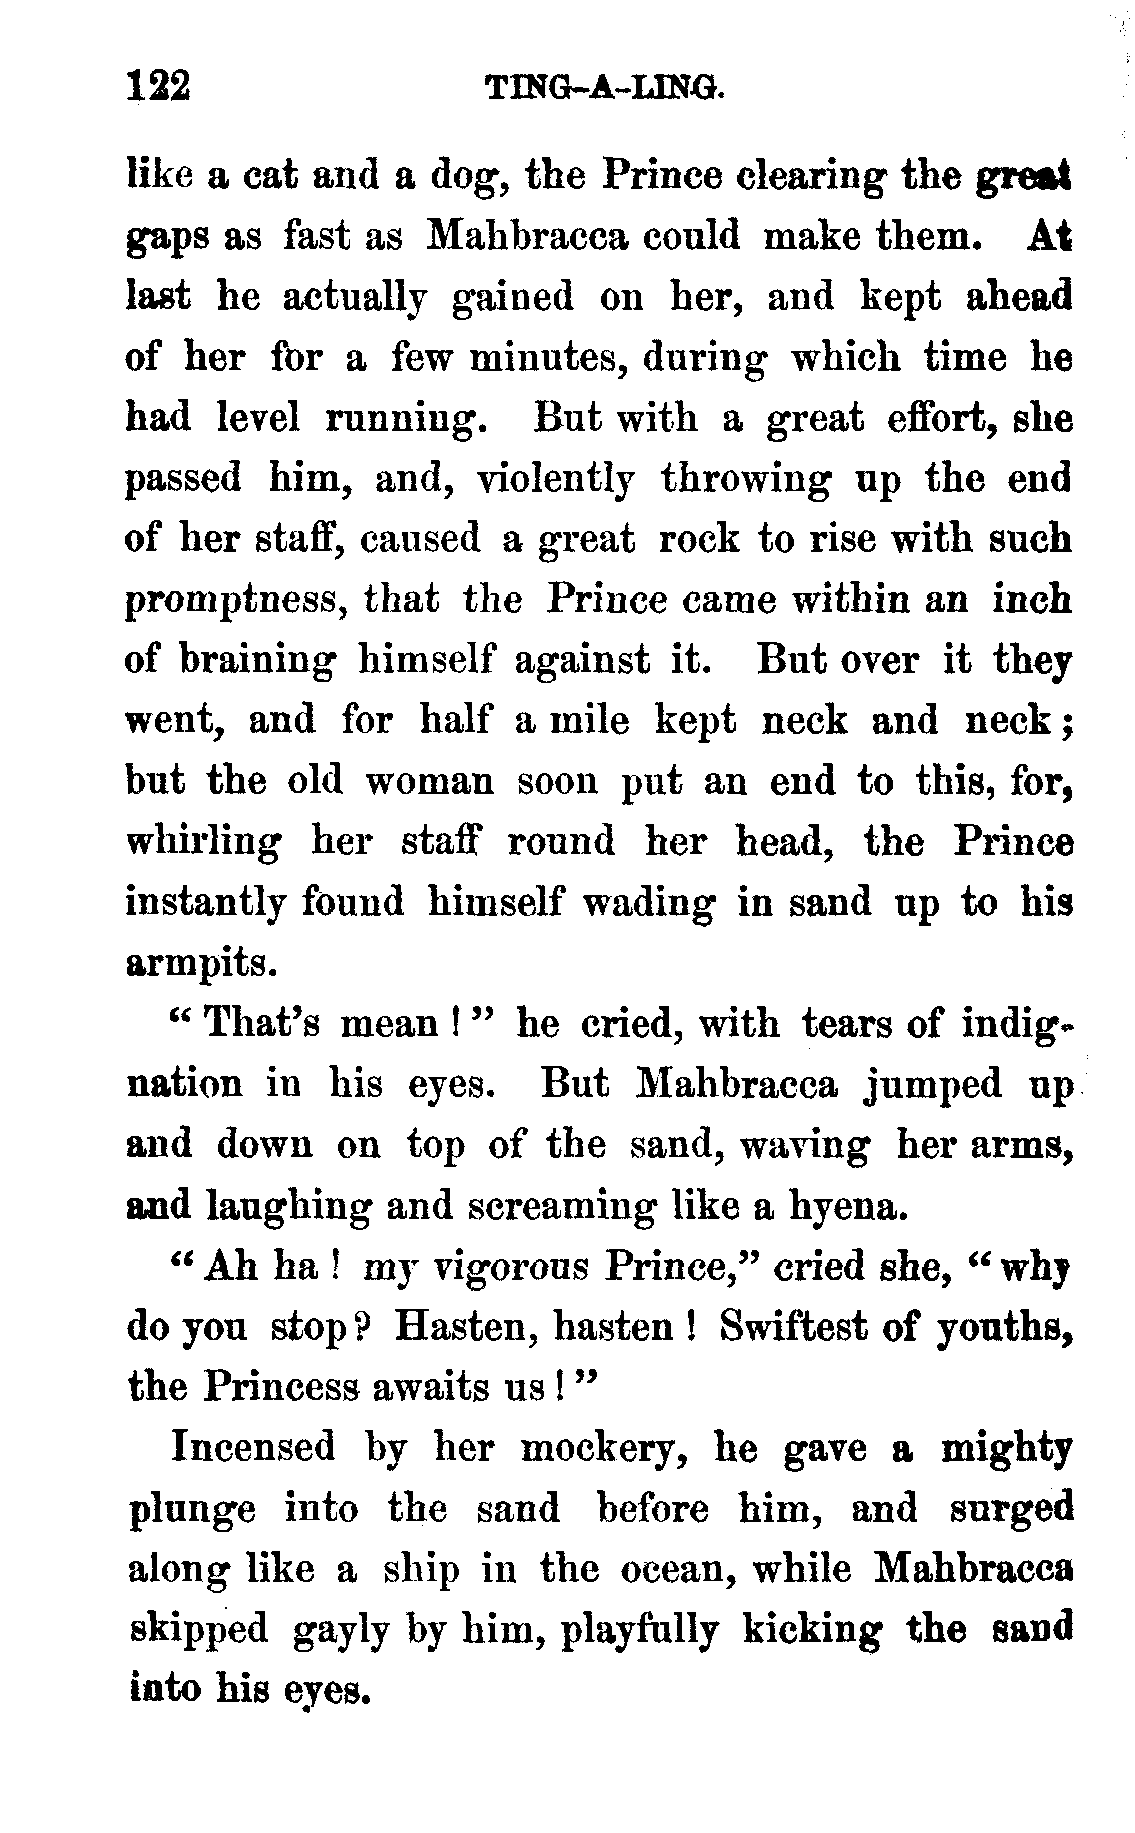 122 TING-A-LING.
like a cat and a dog, the Prince clearing the great
gaps as fast as Mahbracca could make them. At
last he actually gained on her, and kept ahead
of her for a few minutes, during which time he
had level running. But with a great effort, she
passed him, and, violently throwing up the end
of her staff, caused a great rock to rise with such
promptness, that the Prince came within an inch
of braining himself against it. But over it they
went, and for half a mile kept neck and neck;
but the old woman soon put an end to this, for,
whirling her staff round her head, the Prince
instantly found himself wading in sand up to his
armpits.
“ That’s mean ! ” he cried, with tears of indig-
nation in his eyes. But Mahbracca jumped up
and down on top of the sand, waving her arms,
and laughing and screaming like a hyena.
“ Ah ha ! my vigorous Prince,” cried she, “ why
do you stop? Hasten, hasten ! Swiftest of youths,
the Princess awaits us ! ”
Incensed by her mockery, he gave a mighty
plunge into the sand before him, and surged
along like a ship in the ocean, while Mahbracca
skipped gayly by him, playfully kicking the sand
into his eyes.